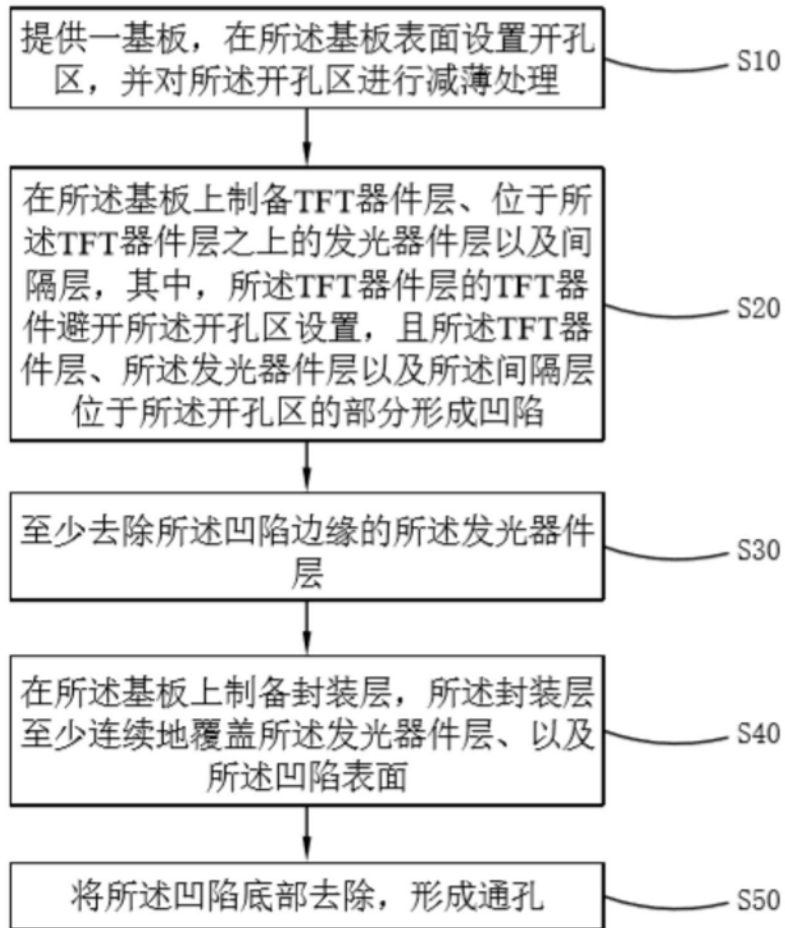 提供一基板，在所述基板表面设置开孔
区，并对所述开孔区进行减薄处理
S10
在所述基板上制备TFT器件层、位于所
述TFT器件层之上的发光器件层以及间
隔层，其中，所述TFT器件层的TFT器
件避开所述开孔区设置，且所述TFT器
件层、所述发光器件层以及所述间隔层
位于所述开孔区的部分形成凹陷
S20
至少去除所述凹陷边缘的所述发光器件
层
S30
在所述基板上制备封装层，所述封装层
至少连续地覆盖所述发光器件层、以及
所述凹陷表面
S40
将所述凹陷底部去除，形成通孔
S50